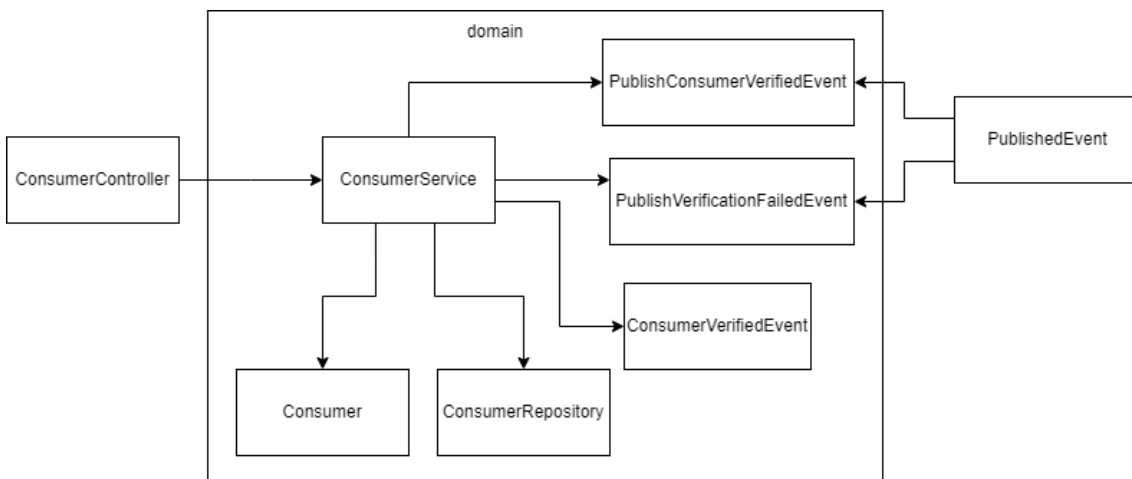 domain
PublishConsumerVerifiedEvent
PublishedEvent
ConsumerController
ConsumerService
PublishVerificationFailedEvent
ConsumerVerifiedEvent
Consumer
ConsumerRepository